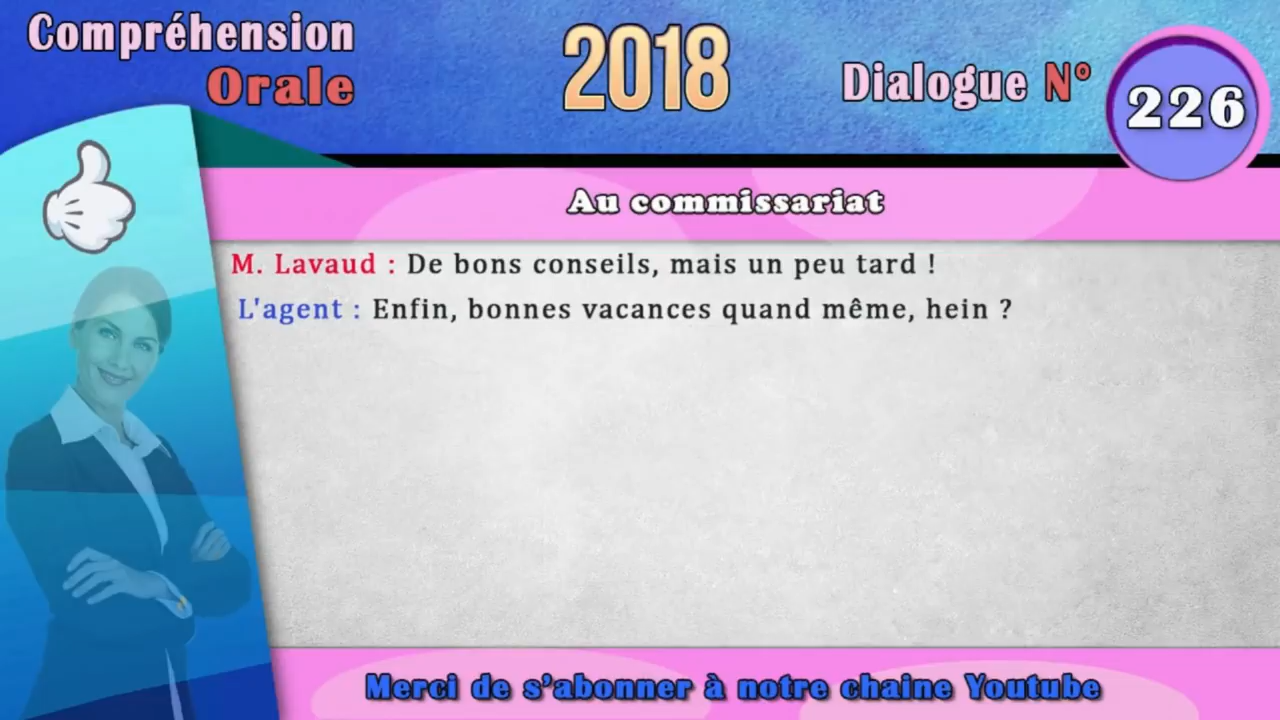 Compréhension
Orale
2018
Dialogue N°
226
Au commissariat
M. Lavaud : De bons conseils, mais un peu tard !
L'agent : Enfin, bonnes vacances quand même, hein ?
Merci de s'abonner à notre chaine Youtube